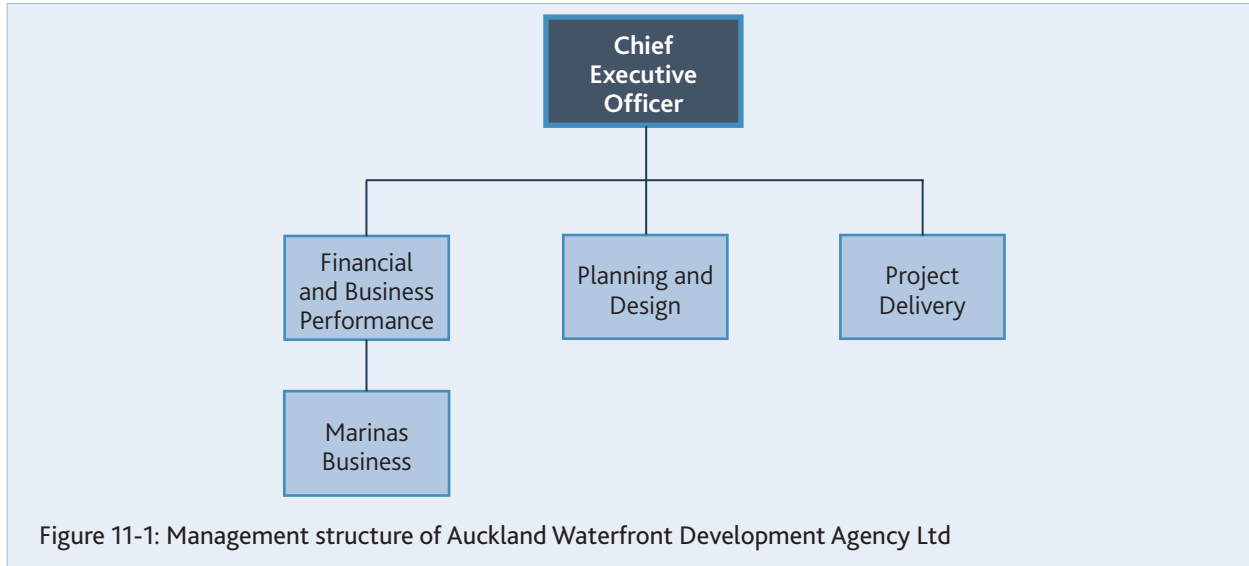 Chief
Executive
Officer
Financial
and Business
Performance
Planning and
Design
Project
Delivery
Marinas
Business
Figure 11-1: Management structure of Auckland Waterfront Development Agency Ltd